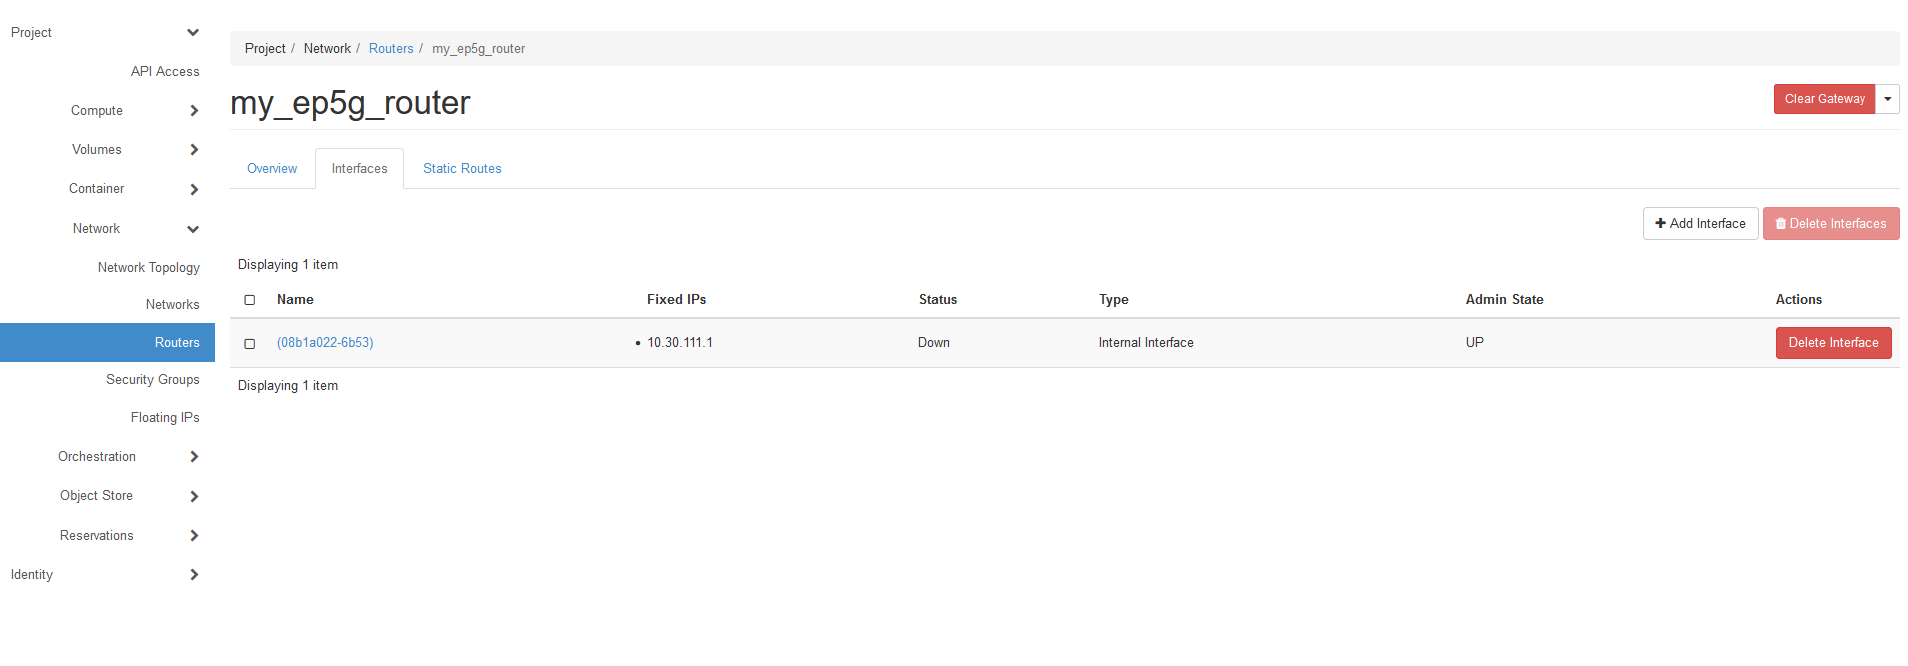 Project
API Access
Compute
Volumes
Container
Network
Network Topology
Networks
Routers
Security Groups
Floating IPs
Orchestration
Object Store
Reservations
Identity
Project / Network / Routers / my_ep5g_router
my_ep5g_router
Clear Gateway
Overview Interfaces Static Routes
Add Interface Delete Interfaces
Displaying 1 item
Name Fixed IPs Status Type Admin State Actions
(08b1a022-6b53) • 10.30.111.1 Down Internal Interface UP Delete Interface
Displaying 1 item